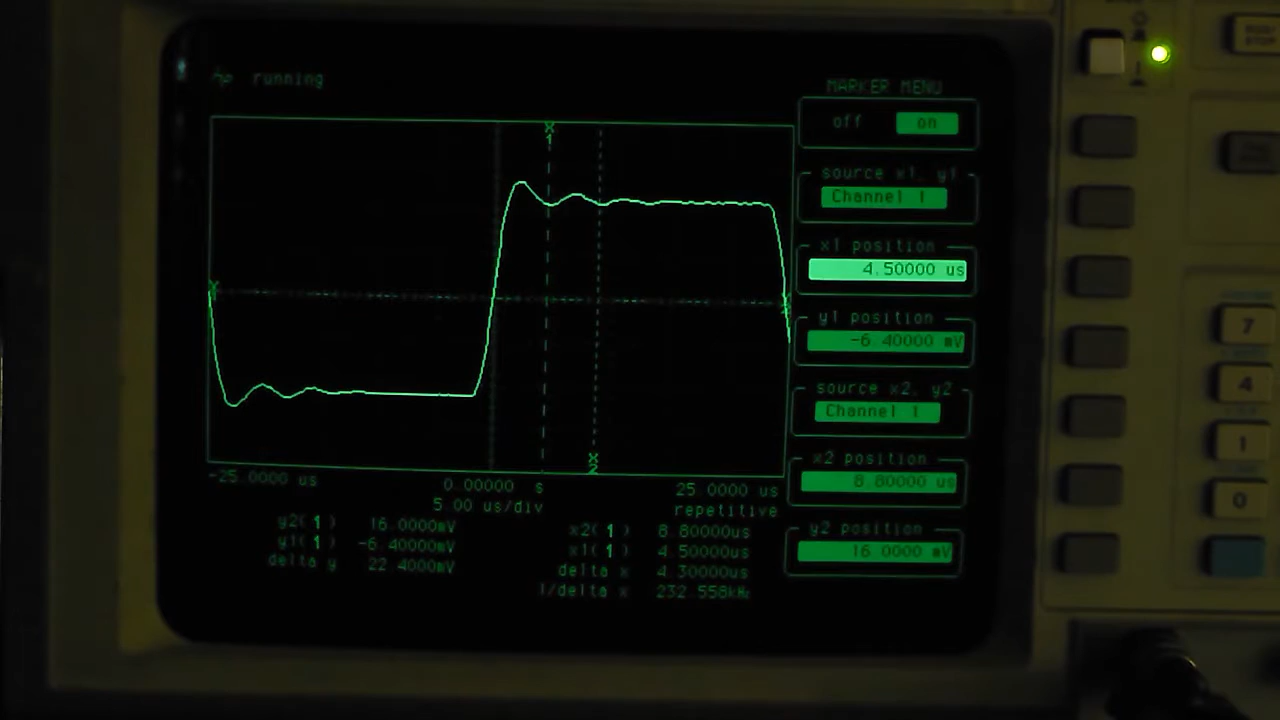 hp running
MARKER MENU
off on
X
1
source x1, y1
Channel 1
x1 position
4.50000 us
Y
y1 position
-6.40000 mV
source x2, y2
Channel 1
X
2
x2 position
8.80000 us
y2 position
16.0000 mV
-25.0000 us
0.00000 s
25.0000 us
5.00 us/div
repetitive
y2(1) 16.0000mV
y1(1) -6.40000mV
delta y 22.4000mV
x2(1) 8.80000us
x1(1) 4.50000us
delta x 4.30000us
1/delta x 232.558kHz
7
4
1
0